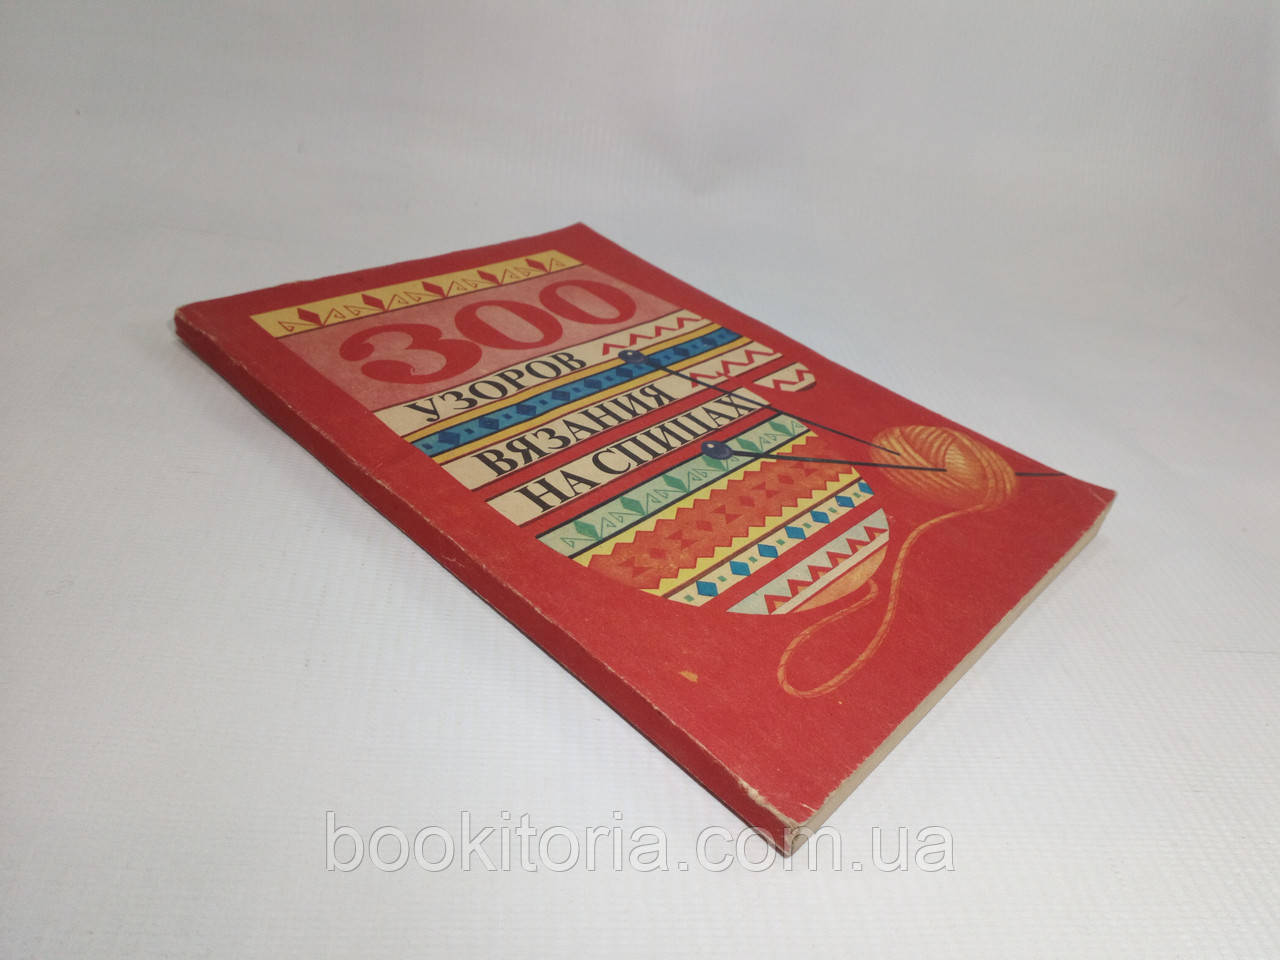 300
УЗОРОВ
ВЯЗАНИЯ
НА СПИЦАХ
bookitoria.com.ua